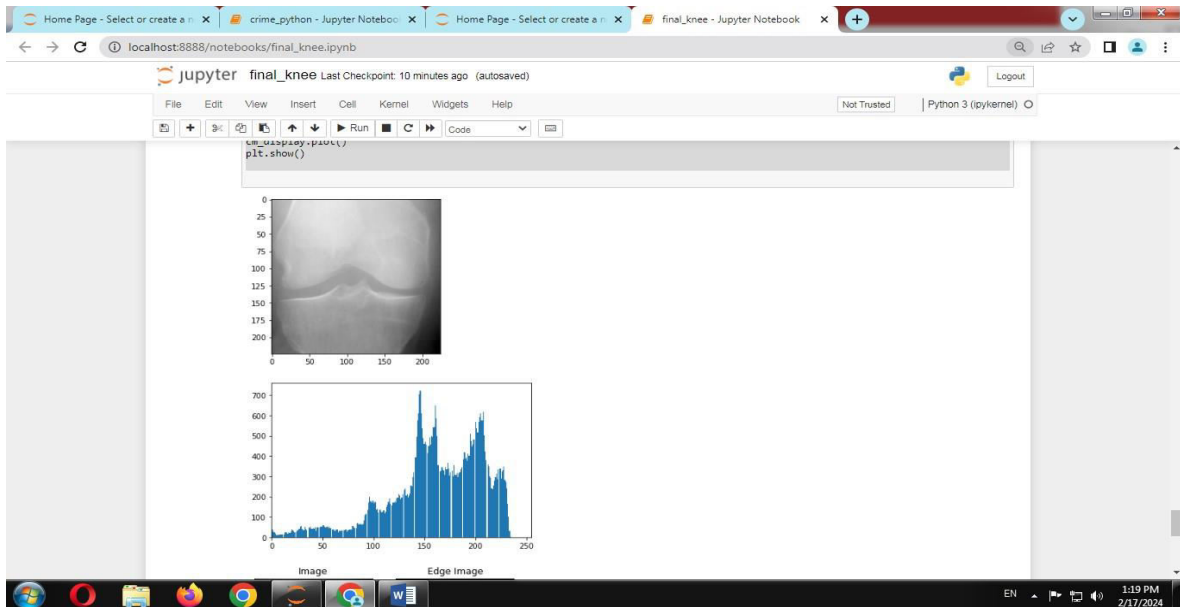 Home Page - Select or create a n
crime_python - Jupyter Noteboo
Home Page - Select or create a n
final_knee - Jupyter Notebook
localhost:8888/notebooks/final_knee.ipynb
jupyter final_knee Last Checkpoint: 10 minutes ago (autosaved)
Logout
File Edit View Insert Cell Kernel Widgets Help
Not Trusted
Python 3 (ipykernel)
Run
Code
cm_display.plot()
plt.show()
0
25
50
75
100
125
150
175
200
0 50 100 150 200
700
600
500
400
300
200
100
0
0 50 100 150 200 250
Image Edge Image
EN
1:19 PM
2/17/2024